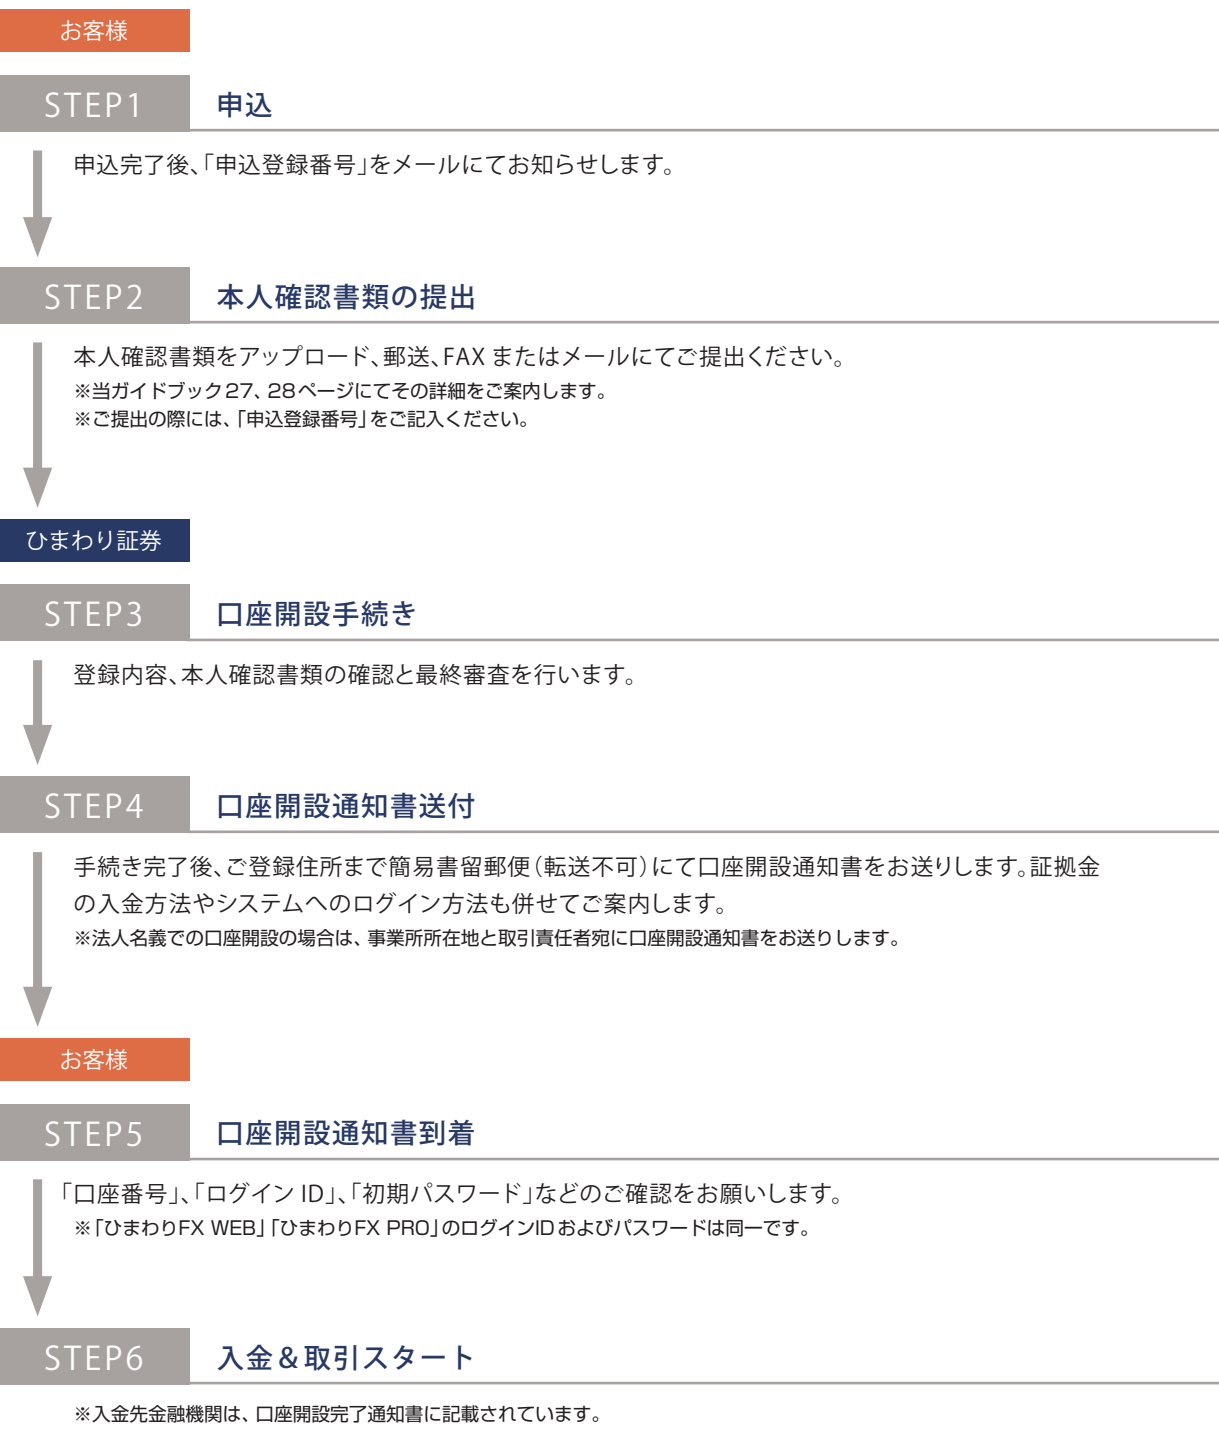 お客様
STEP1 申込
申込完了後、「申込登録番号」をメールにてお知らせします。
STEP2 本人確認書類の提出
本人確認書類をアップロード、郵送、FAX またはメールにてご提出ください。
※当ガイドブック27、28ページにてその詳細をご案内します。
※ご提出の際には、「申込登録番号」をご記入ください。
ひまわり証券
STEP3 口座開設手続き
登録内容、本人確認書類の確認と最終審査を行います。
STEP4 口座開設通知書送付
手続き完了後、ご登録住所まで簡易書留郵便（転送不可）にて口座開設通知書をお送りします。証拠金
の入金方法やシステムへのログイン方法も併せてご案内します。
※法人名義での口座開設の場合は、事業所所在地と取引責任者宛に口座開設通知書をお送りします。
お客様
STEP5 口座開設通知書到着
「口座番号」、「ログイン ID」、「初期パスワード」などのご確認をお願いします。
※「ひまわりFX WEB」「ひまわりFX PRO」のログインIDおよびパスワードは同一です。
STEP6 入金＆取引スタート
※入金先金融機関は、口座開設完了通知書に記載されています。